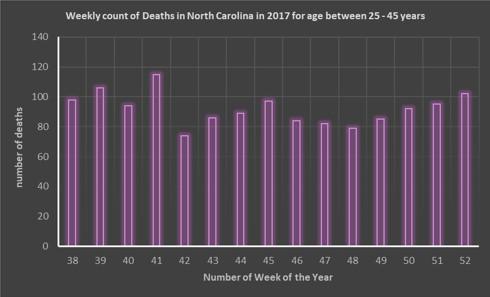 Weekly count of Deaths in North Carolina in 2017 for age between 25 - 45 years
140
120
100
80
60
40
20
0
number of deaths
38 39 40 41 42 43 44 45 46 47 48 49 50 51 52
Number of Week of the Year